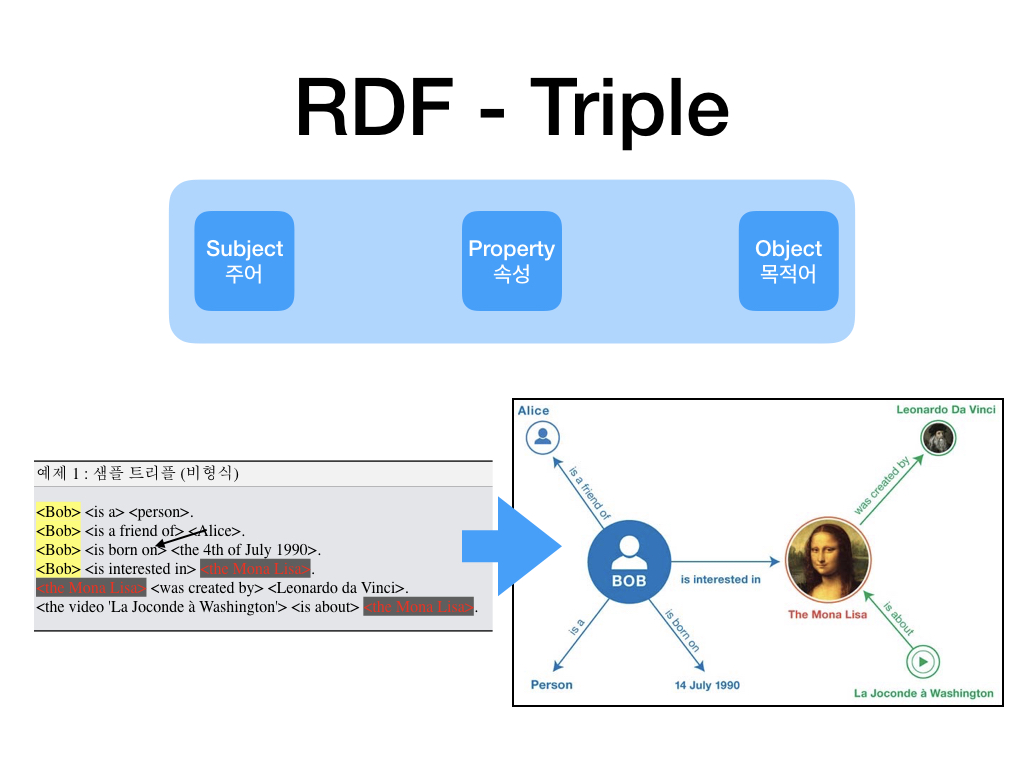 RDF - Triple
Subject
주어
Property
속성
Object
목적어
예제 1 : 샘플 트리플 (비형식)
<Bob> <is a> <person>.
<Bob> <is a friend of> <Alice>.
<Bob> <is born on> <the 4th of July 1990>.
<Bob> <is interested in> <the Mona Lisa>.
<the Mona Lisa> <was created by> <Leonardo da Vinci>.
<the video 'La Joconde à Washington'> <is about> <the Mona Lisa>.
Alice
Leonardo Da Vinci
is a friend of
was created by
BOB
is interested in
The Mona Lisa
is a
is born on
is about
Person
14 July 1990
La Joconde à Washington